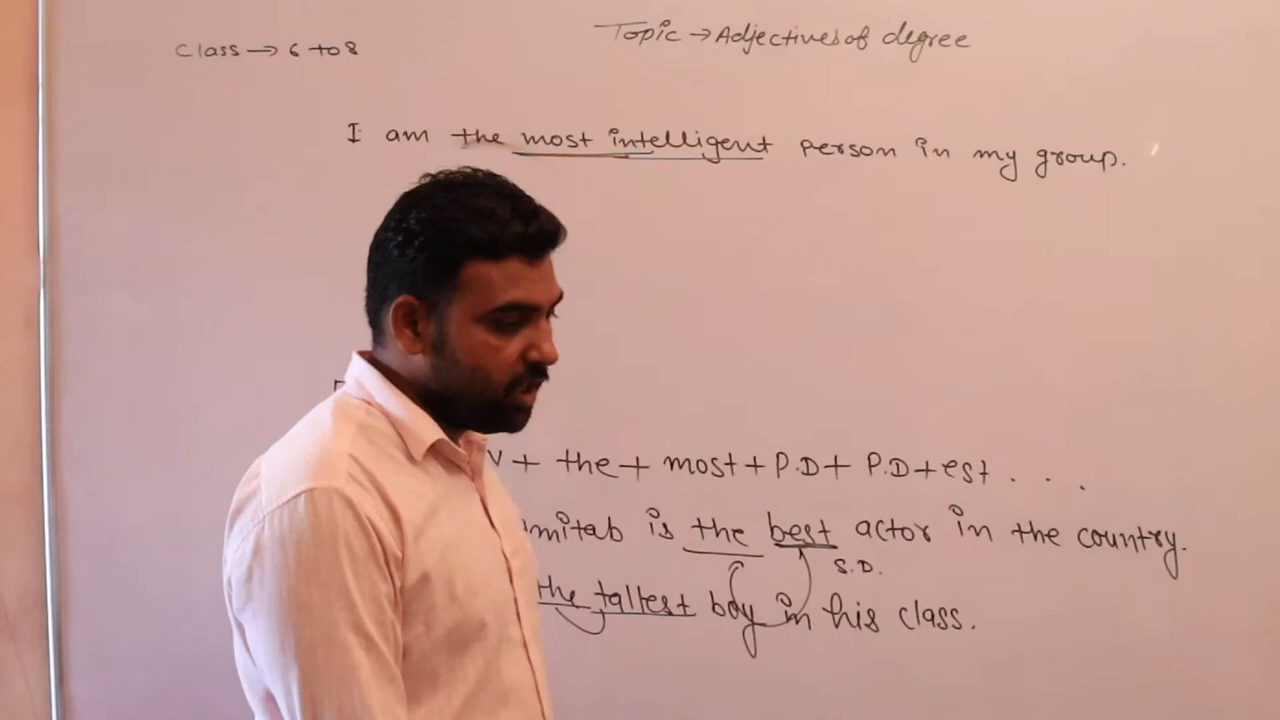 Class → 6 to 8
Topic → Adjectives of degree
I am the most intelligent person in my group.
V + the + most + P.D + P.D + est . . .
mitab is the best actor in the country.
S.D.
the tallest boy in his class.